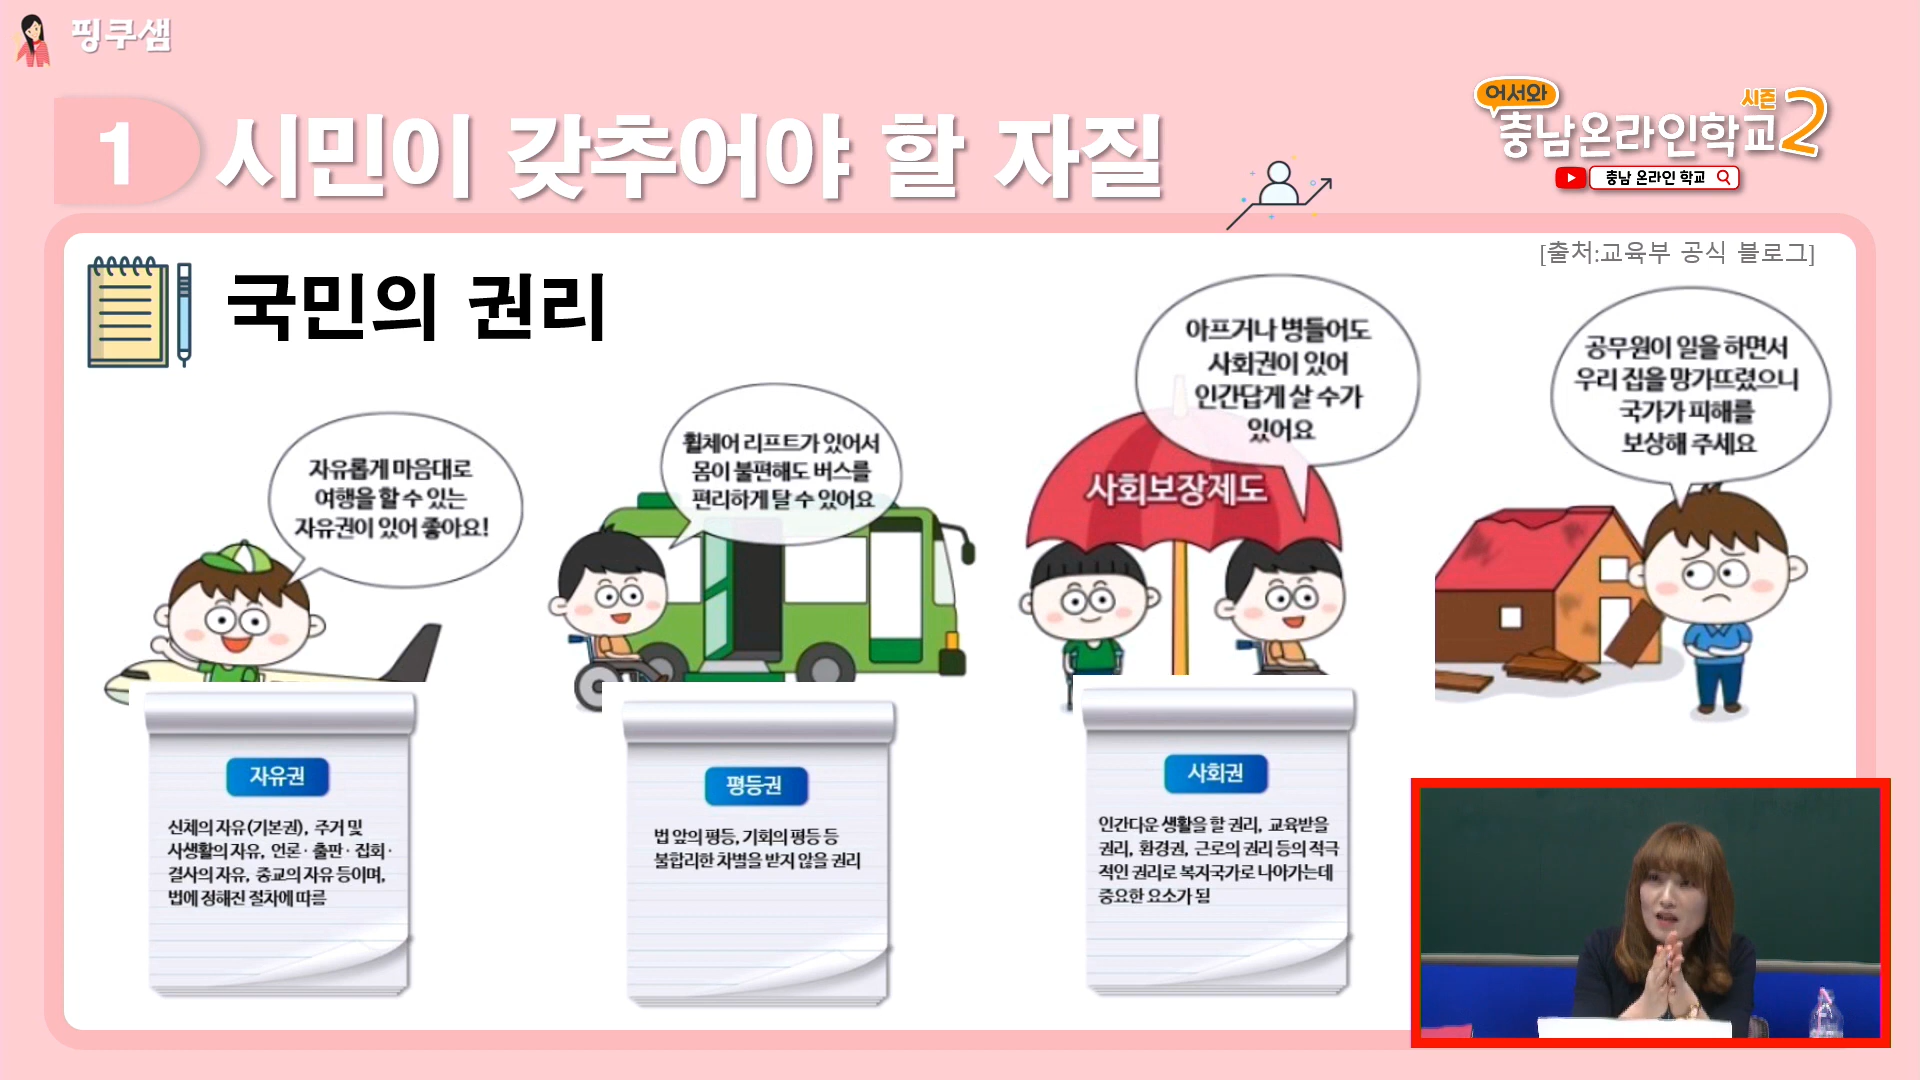 핑쿠샘
1 시민이 갖추어야 할 자질
어서와
충남온라인학교 시즌2
충남 온라인 학교
[출처:교육부 공식 블로그]
국민의 권리
자유롭게 마음대로
여행을 할 수 있는
자유권이 있어 좋아요!
휠체어 리프트가 있어서
몸이 불편해도 버스를
편리하게 탈 수 있어요
아프거나 병들어도
사회권이 있어
인간답게 살 수가
있어요
사회보장제도
공무원이 일을 하면서
우리 집을 망가뜨렸으니
국가가 피해를
보상해 주세요
자유권
신체의 자유(기본권), 주거 및
사생활의 자유, 언론·출판·집회·
결사의 자유, 종교의 자유 등이며,
법에 정해진 절차에 따름
평등권
법 앞의 평등, 기회의 평등 등
불합리한 차별을 받지 않을 권리
사회권
인간다운 생활을 할 권리, 교육받을
권리, 환경권, 근로의 권리 등의 적극
적인 권리로 복지국가로 나아가는데
중요한 요소가 됨